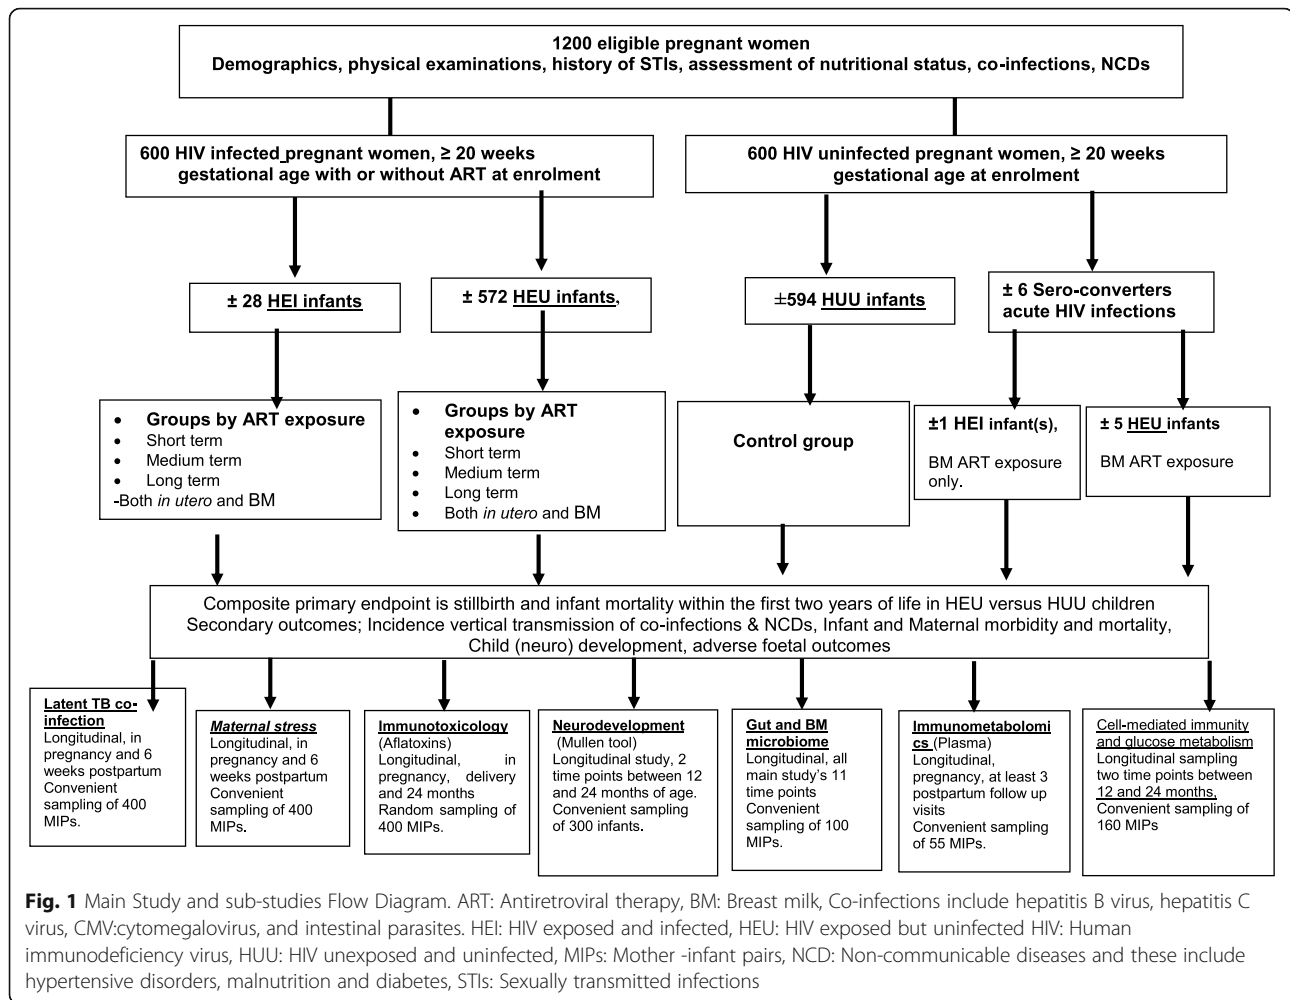 1200 eligible pregnant women
Demographics, physical examinations, history of STIs, assessment of nutritional status, co-infections, NCDs
600 HIV infected pregnant women, ≥ 20 weeks
gestational age with or without ART at enrolment
600 HIV uninfected pregnant women, ≥ 20 weeks
gestational age at enrolment
± 28 HEI infants
± 572 HEU infants,
±594 HUU infants
± 6 Sero-converters
acute HIV infections
• Groups by ART exposure
• Short term
• Medium term
• Long term
-Both in utero and BM
• Groups by ART
exposure
• Short term
• Medium term
• Long term
• Both in utero and BM
Control group
±1 HEI infant(s),
BM ART exposure
only.
± 5 HEU infants
BM ART exposure
Composite primary endpoint is stillbirth and infant mortality within the first two years of life in HEU versus HUU children
Secondary outcomes; Incidence vertical transmission of co-infections & NCDs, Infant and Maternal morbidity and mortality,
Child (neuro) development, adverse foetal outcomes
Latent TB co-
infection
Longitudinal, in
pregnancy and 6
weeks postpartum
Convenient
sampling of 400
MIPs.
Maternal stress
Longitudinal, in
pregnancy and 6
weeks postpartum
Convenient
sampling of 400
MIPs.
Immunotoxicology
(Aflatoxins)
Longitudinal, in
pregnancy, delivery
and 24 months
Random sampling of
400 MIPs.
Neurodevelopment
(Mullen tool)
Longitudinal study, 2
time points between 12
and 24 months of age.
Convenient sampling
of 300 infants.
Gut and BM
microbiome
Longitudinal, all
main study's 11
time points
Convenient
sampling of 100
MIPs.
Immunometabolomi
cs (Plasma)
Longitudinal,
pregnancy, at least 3
postpartum follow up
visits
Convenient sampling
of 55 MIPs.
Cell-mediated immunity
and glucose metabolism
Longitudinal sampling
two time points between
12 and 24 months,
Convenient sampling of
160 MIPs
Fig. 1 Main Study and sub-studies Flow Diagram. ART: Antiretroviral therapy, BM: Breast milk, Co-infections include hepatitis B virus, hepatitis C
virus, CMV:cytomegalovirus, and intestinal parasites. HEI: HIV exposed and infected, HEU: HIV exposed but uninfected HIV: Human
immunodeficiency virus, HUU: HIV unexposed and uninfected, MIPs: Mother -infant pairs, NCD: Non-communicable diseases and these include
hypertensive disorders, malnutrition and diabetes, STIs: Sexually transmitted infections